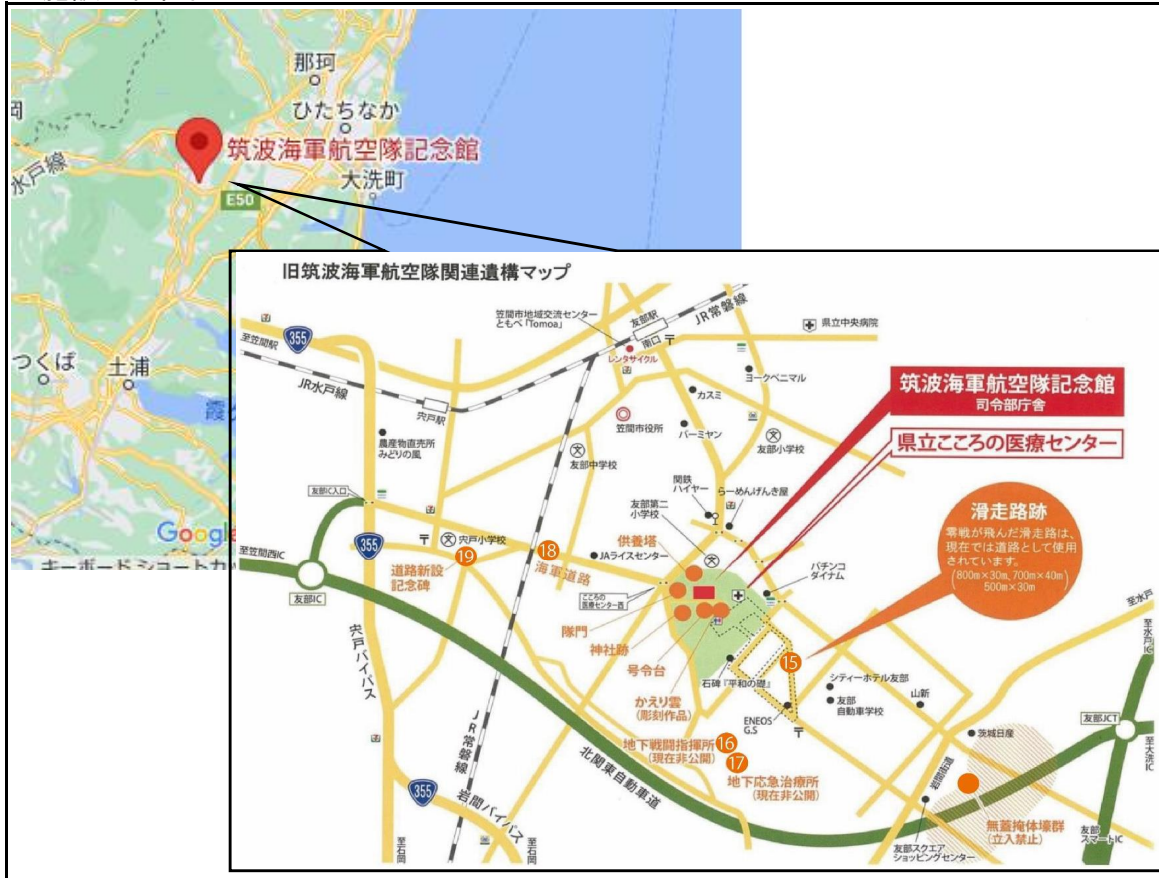 那珂
ひたちなか
筑波海軍航空隊記念館
水戸線
大洗町
E50
つくば
土浦
霞
Google
キーボード ショートカ
旧筑波海軍航空隊関連遺構マップ
笠間市地域交流センター
ともべ「Tomoa」
友部駅
JR常磐線
南口
県立中央病院
355
至笠間駅
レンタサイクル
JR水戸線
宍戸駅
カスミ
ヨークベニマル
筑波海軍航空隊記念館
司令部庁舎
農産物直売所
みどりの風
笠間市役所
バーミヤン
県立こころの医療センター
友部中学校
友部小学校
関鉄
ハイヤー
らーめんげんき屋
友部IC入口
友部第二
小学校
滑走路跡
零戦が飛んだ滑走路は、
現在では道路として使用
されています。
(800m×30m、700m×40m)
500m×30m
355
宍戸小学校
供養塔
至笠間西IC
19
18
JAライスセンター
パチンコ
ダイナム
道路新設
記念碑
海軍道路
こころの
医療センター西
友部IC
隊門
至水戸
至水戸IC
神社跡
宍戸バイパス
号令台
15
石碑『平和の礎』
シティーホテル友部
かえり雲
(彫刻作品)
友部
自動車学校
山新
ENEOS
G.S
友部JCT
JR常磐線
地下戦闘指揮所
(現在非公開)
16
17
茨城日産
至大洗IC
北関東自動車道
地下応急治療所
(現在非公開)
岩間街道
355
岩間バイパス
無蓋掩体壕群
(立入禁止)
友部
スマートIC
至石岡
至石岡
友部スクエア
ショッピングセンター